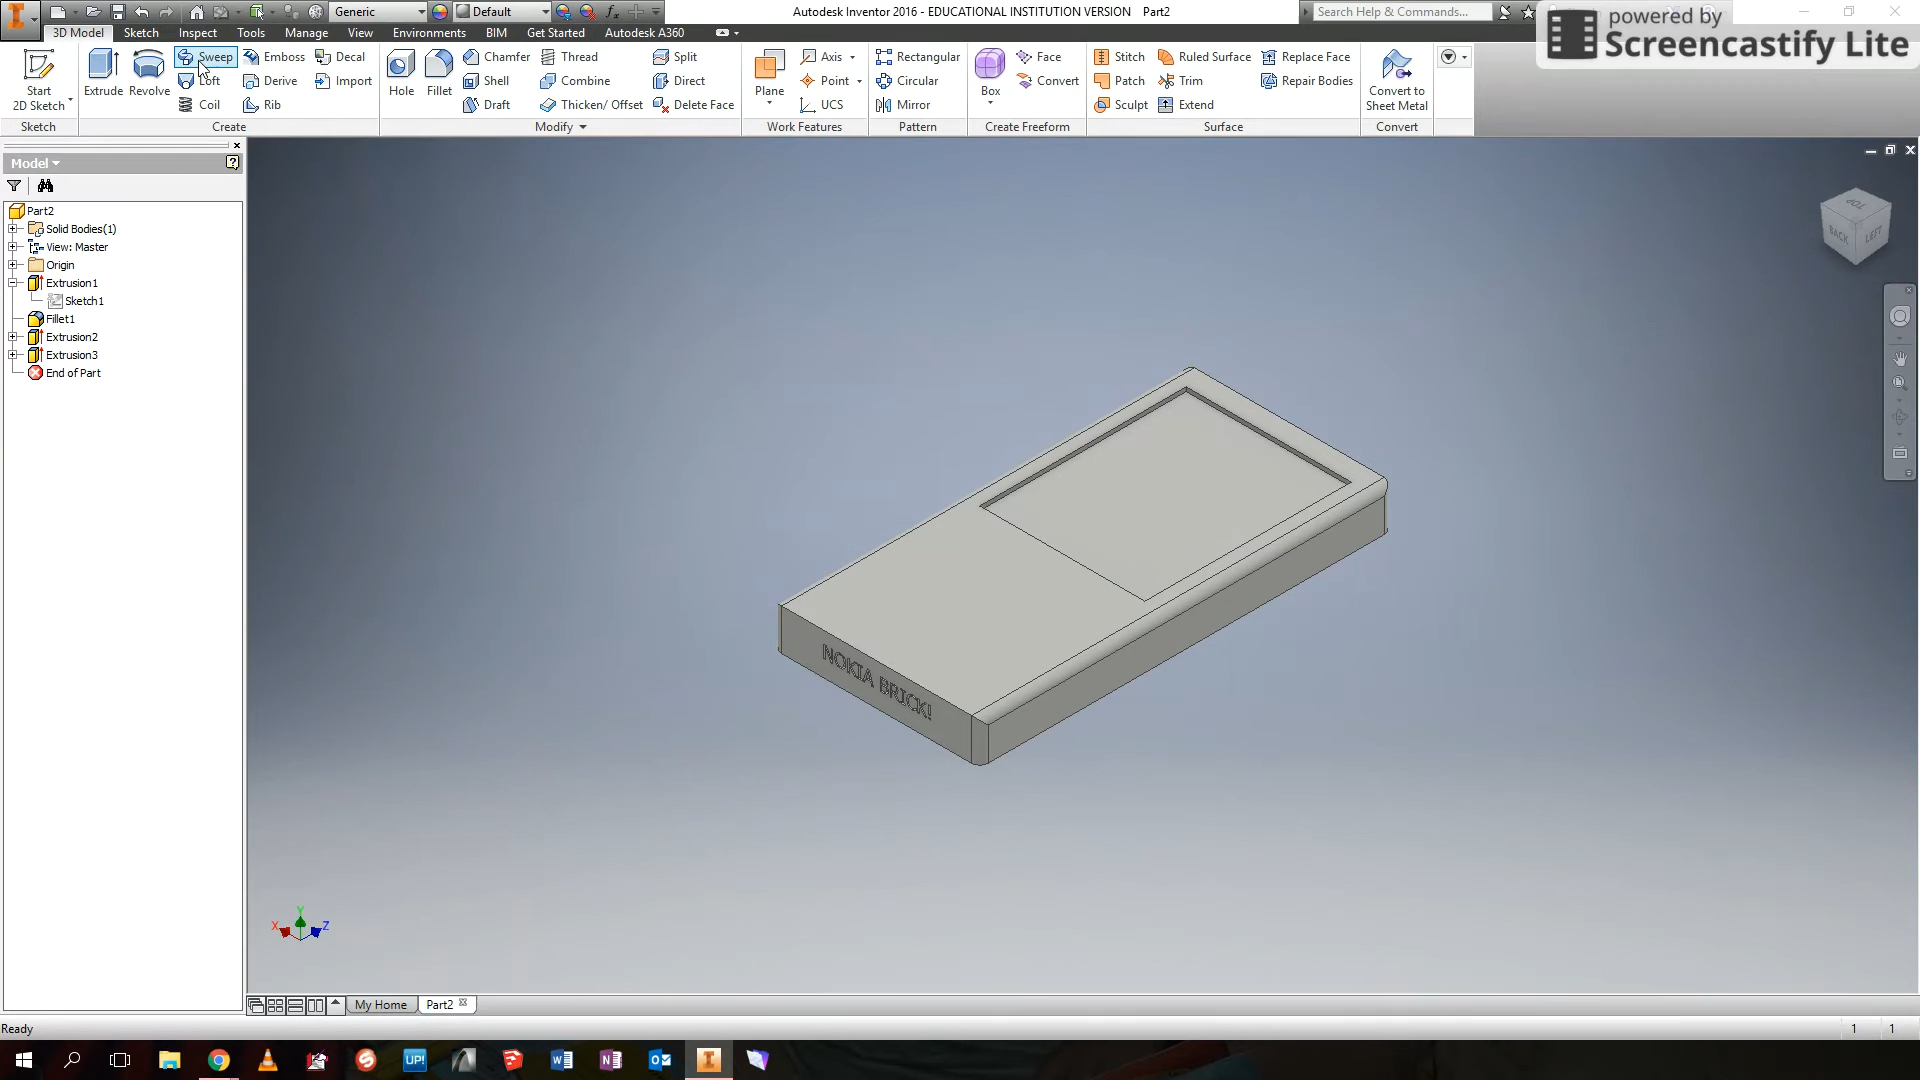 Generic
Default
Autodesk Inventor 2016 - EDUCATIONAL INSTITUTION VERSION Part2
Search Help & Commands...
powered by
Screencastify Lite
3D Model Sketch Inspect Tools Manage View Environments BIM Get Started Autodesk A360
Start
2D Sketch
Extrude
Revolve
Sweep
Loft
Coil
Emboss
Derive
Rib
Decal
Import
Hole
Fillet
Chamfer
Shell
Draft
Thread
Combine
Thicken/ Offset
Split
Direct
Delete Face
Plane
Axis
Point
UCS
Rectangular
Circular
Mirror
Box
Face
Convert
Stitch
Patch
Sculpt
Ruled Surface
Trim
Extend
Replace Face
Repair Bodies
Convert to
Sheet Metal
Sketch Create Modify Work Features Pattern Create Freeform Surface Convert
Model
Part2
Solid Bodies(1)
View: Master
Origin
Extrusion1
Sketch1
Fillet1
Extrusion2
Extrusion3
End of Part
TOP
BACK
LEFT
NOKIA BRICK!
X
Y
Z
My Home Part2
Ready
1 1
UP!